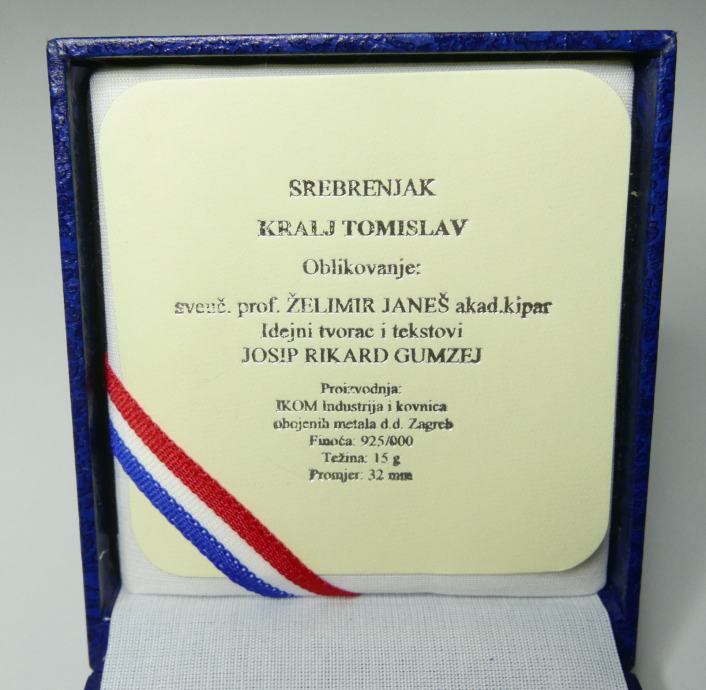 SREBRENJAK
KRALJ TOMISLAV
Oblikovanje:
sveuč. prof. ŽELIMIR JANEŠ akad.kipar
Idejni tvorac i tekstovi
JOSIP RIKARD GUMZEJ
Proizvodnja:
IKOM Industrija i kovnica
obojenih metala d.d. Zagreb
Finoća: 925/000
Težina: 15 g
Promjer: 32 mm